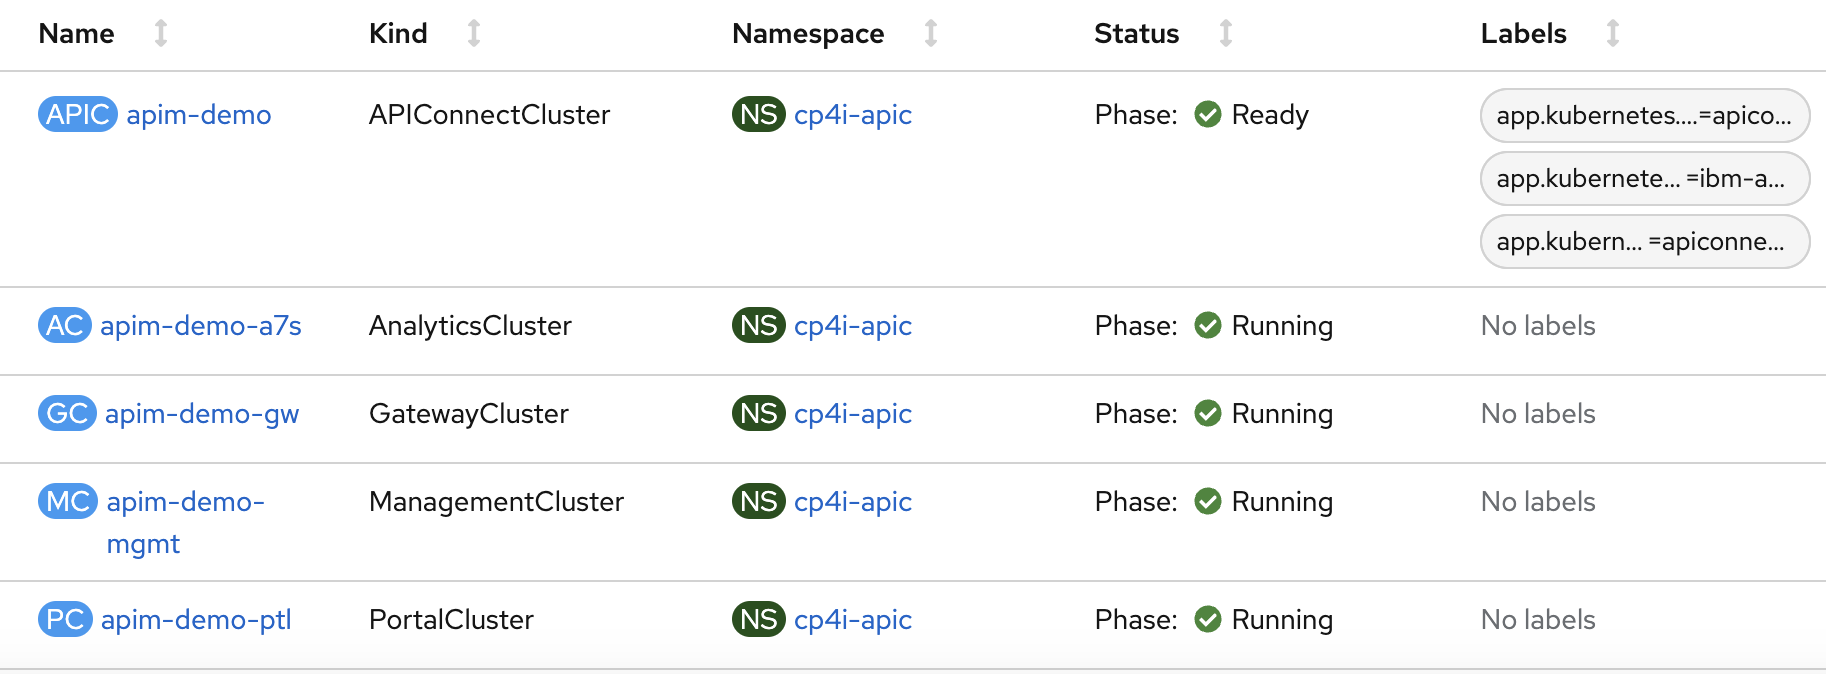 Name Kind Namespace Status Labels
APIC apim-demo APIConnectCluster NS cp4i-apic Phase: Ready app.kubernetes....=apico...
app.kubernete... =ibm-a...
app.kubern... =apiconne...
AC apim-demo-a7s AnalyticsCluster NS cp4i-apic Phase: Running No labels
GC apim-demo-gw GatewayCluster NS cp4i-apic Phase: Running No labels
MC apim-demo- ManagementCluster NS cp4i-apic Phase: Running No labels
mgmt
PC apim-demo-ptl PortalCluster NS cp4i-apic Phase: Running No labels